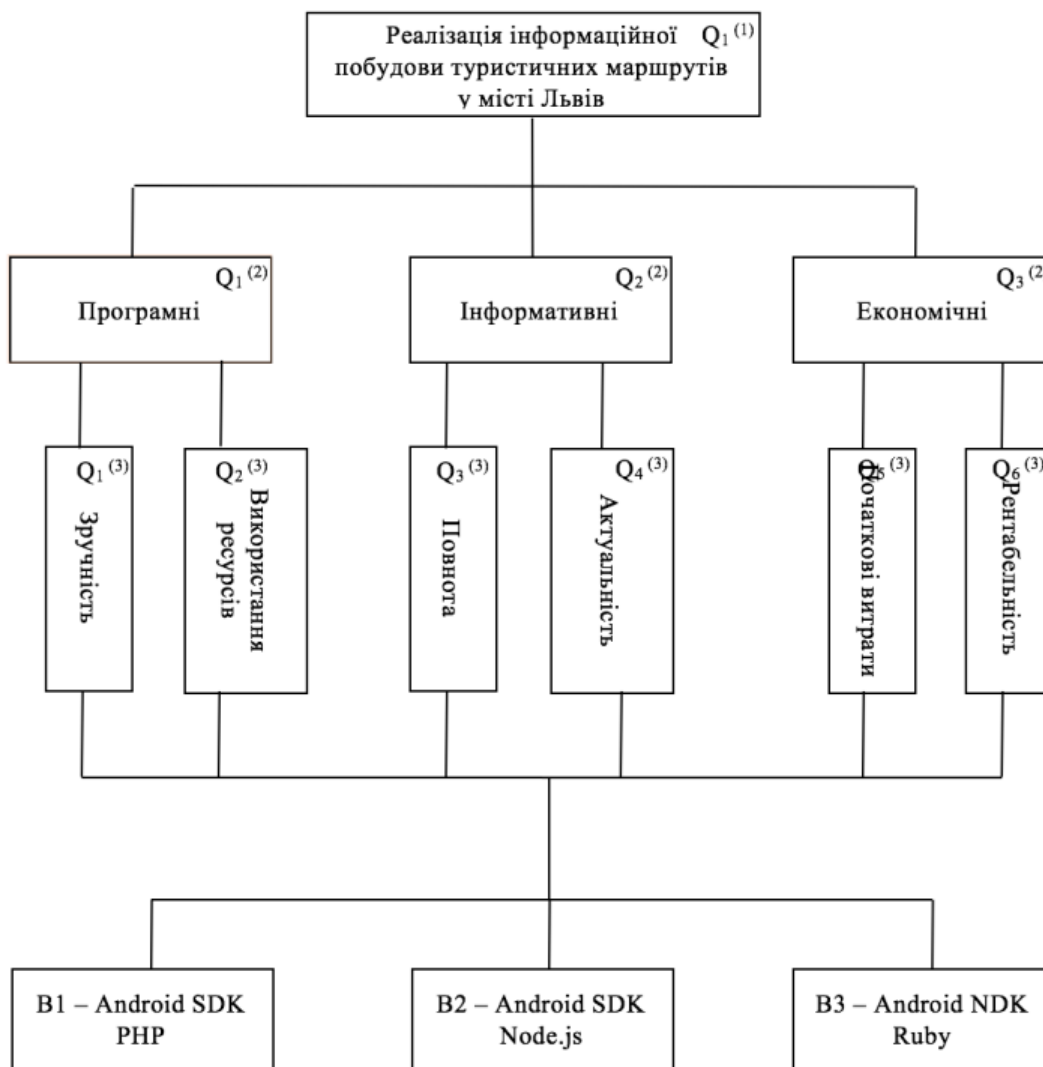 Реалізація інформаційної Q₁ ⁽¹⁾
побудови туристичних маршрутів
у місті Львів
Q₁ ⁽²⁾
Програмні
Q₂ ⁽²⁾
Інформативні
Q₃ ⁽²
Економічні
Q₁ ⁽³⁾
Зручність
Q₂ ⁽³⁾
Використання
ресурсів
Q₃ ⁽³⁾
Повнота
Q₄ ⁽³⁾
Актуальність
Q₅ ⁽³⁾
Початкові витрати
Q₆ ⁽³⁾
Рентабельність
B1 – Android SDK
PHP
B2 – Android SDK
Node.js
B3 – Android NDK
Ruby